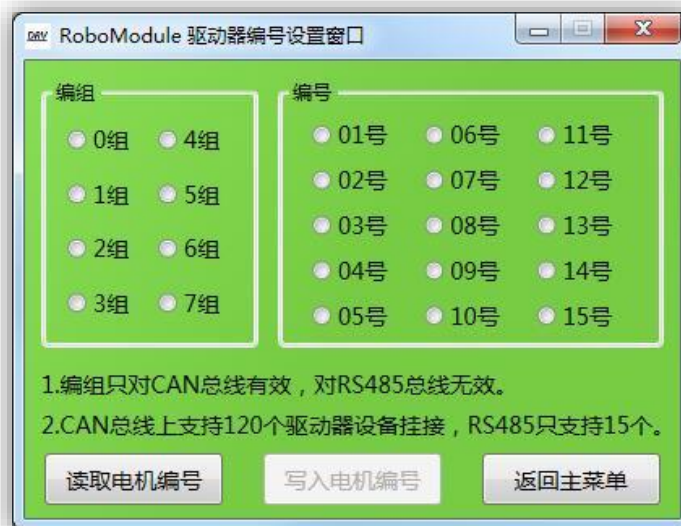 DRV RoboModule 驱动器编号设置窗口
编组
0组 4组
1组 5组
2组 6组
3组 7组
编号
01号 06号 11号
02号 07号 12号
03号 08号 13号
04号 09号 14号
05号 10号 15号
1.编组只对CAN总线有效，对RS485总线无效。
2.CAN总线上支持120个驱动器设备挂接，RS485只支持15个。
读取电机编号 写入电机编号 返回主菜单